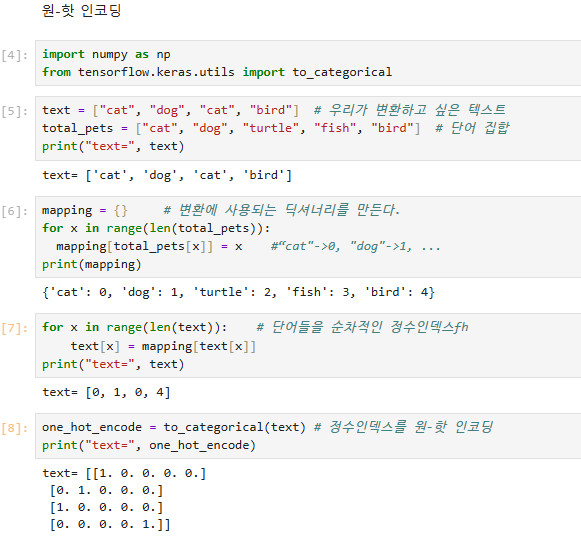 원-핫 인코딩
[4]: import numpy as np
from tensorflow.keras.utils import to_categorical
[5]: text = ["cat", "dog", "cat", "bird"]  # 우리가 변환하고 싶은 텍스트
total_pets = ["cat", "dog", "turtle", "fish", "bird"]  # 단어 집합
print("text=", text)
text= ['cat', 'dog', 'cat', 'bird']
[6]: mapping = {}     # 변환에 사용되는 딕셔너리를 만든다.
for x in range(len(total_pets)):
  mapping[total_pets[x]] = x    #“cat"->0, "dog"->1, ...
print(mapping)
{'cat': 0, 'dog': 1, 'turtle': 2, 'fish': 3, 'bird': 4}
[7]: for x in range(len(text)):    # 단어들을 순차적인 정수인덱스fh
    text[x] = mapping[text[x]]
print("text=", text)
text= [0, 1, 0, 4]
[8]: one_hot_encode = to_categorical(text) # 정수인덱스를 원-핫 인코딩
print("text=", one_hot_encode)
text= [[1. 0. 0. 0. 0.]
 [0. 1. 0. 0. 0.]
 [1. 0. 0. 0. 0.]
 [0. 0. 0. 0. 1.]]